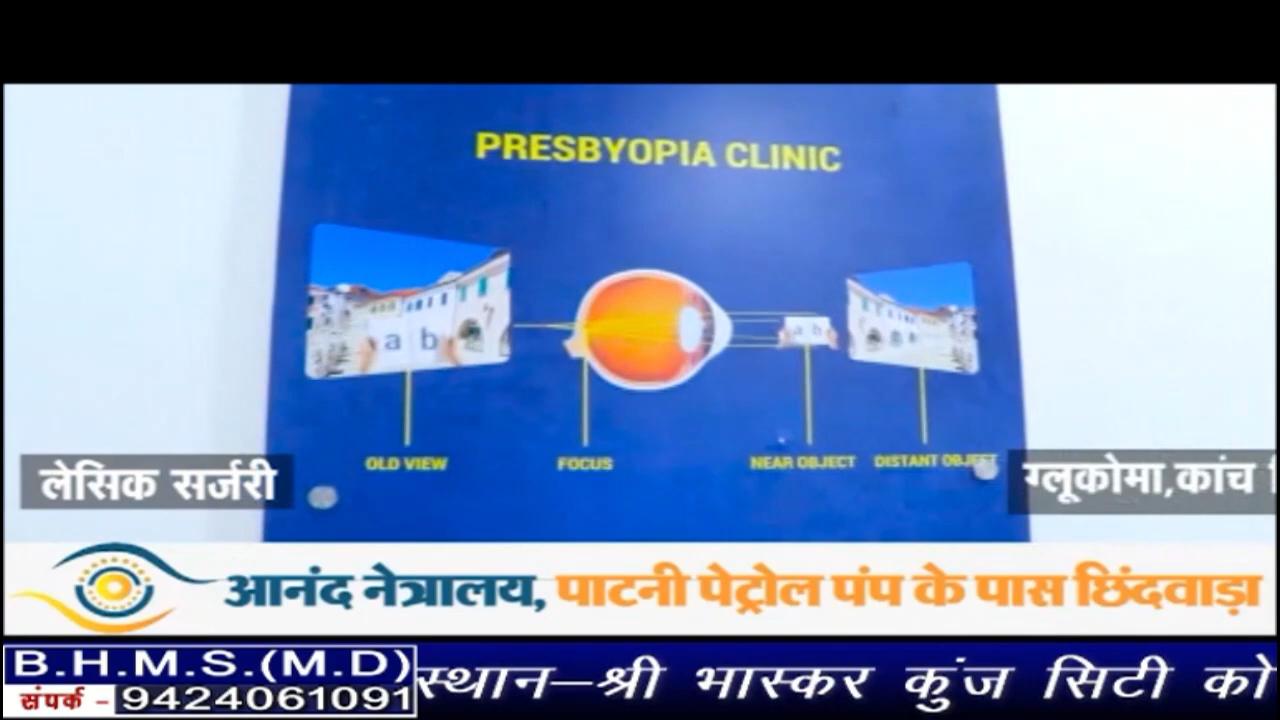 PRESBYOPIA CLINIC
a b
a b
OLD VIEW
FOCUS
NEAR OBJECT
DISTANT OBJECT
लेसिक सर्जरी
ग्लूकोमा,कांच
आनंद नेत्रालय, पाटनी पेट्रोल पंप के पास छिंदवाड़ा
B.H.M.S.(M.D)
संपर्क - 9424061091
स्थान–श्री भास्कर कुंज सिटी को